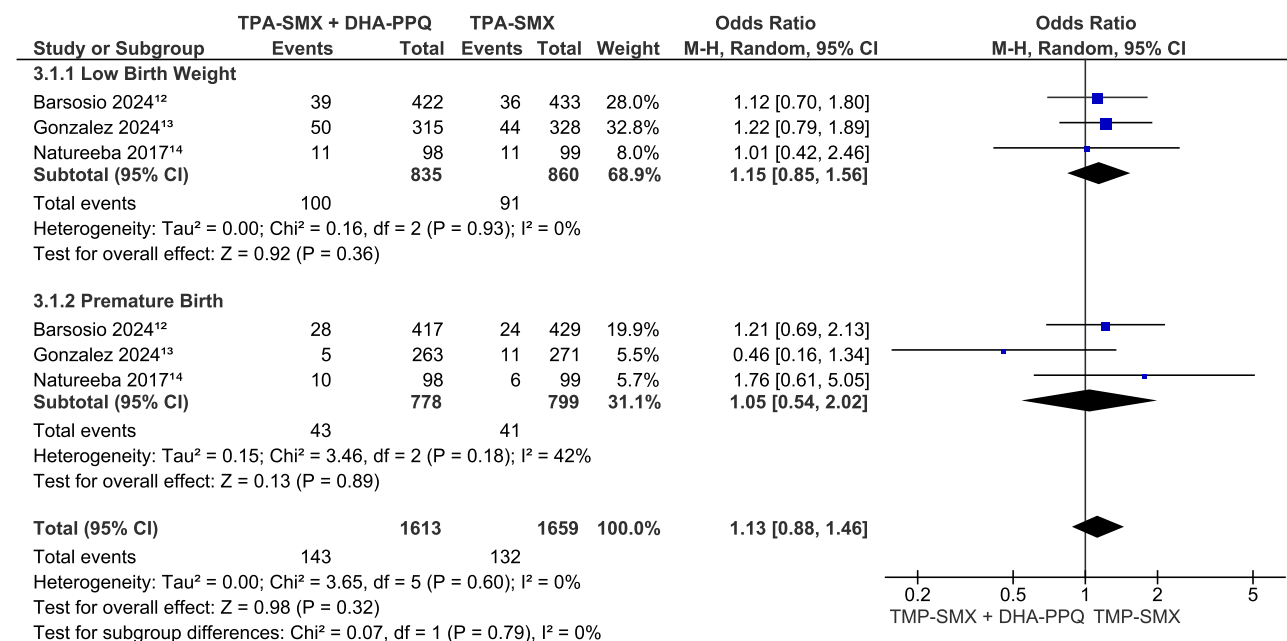 TPA-SMX + DHA-PPQ TPA-SMX Odds Ratio Odds Ratio
Study or Subgroup Events Total Events Total Weight M-H, Random, 95% CI M-H, Random, 95% CI
3.1.1 Low Birth Weight
Barsosio 2024¹² 39 422 36 433 28.0% 1.12 [0.70, 1.80]
Gonzalez 2024¹³ 50 315 44 328 32.8% 1.22 [0.79, 1.89]
Natureeba 2017¹⁴ 11 98 11 99 8.0% 1.01 [0.42, 2.46]
Subtotal (95% CI) 835 860 68.9% 1.15 [0.85, 1.56]
Total events 100 91
Heterogeneity: Tau² = 0.00; Chi² = 0.16, df = 2 (P = 0.93); I² = 0%
Test for overall effect: Z = 0.92 (P = 0.36)
3.1.2 Premature Birth
Barsosio 2024¹² 28 417 24 429 19.9% 1.21 [0.69, 2.13]
Gonzalez 2024¹³ 5 263 11 271 5.5% 0.46 [0.16, 1.34]
Natureeba 2017¹⁴ 10 98 6 99 5.7% 1.76 [0.61, 5.05]
Subtotal (95% CI) 778 799 31.1% 1.05 [0.54, 2.02]
Total events 43 41
Heterogeneity: Tau² = 0.15; Chi² = 3.46, df = 2 (P = 0.18); I² = 42%
Test for overall effect: Z = 0.13 (P = 0.89)
Total (95% CI) 1613 1659 100.0% 1.13 [0.88, 1.46]
Total events 143 132
Heterogeneity: Tau² = 0.00; Chi² = 3.65, df = 5 (P = 0.60); I² = 0%
Test for overall effect: Z = 0.98 (P = 0.32)
Test for subgroup differences: Chi² = 0.07, df = 1 (P = 0.79), I² = 0%
0.2 0.5 1 2 5
TMP-SMX + DHA-PPQ TMP-SMX